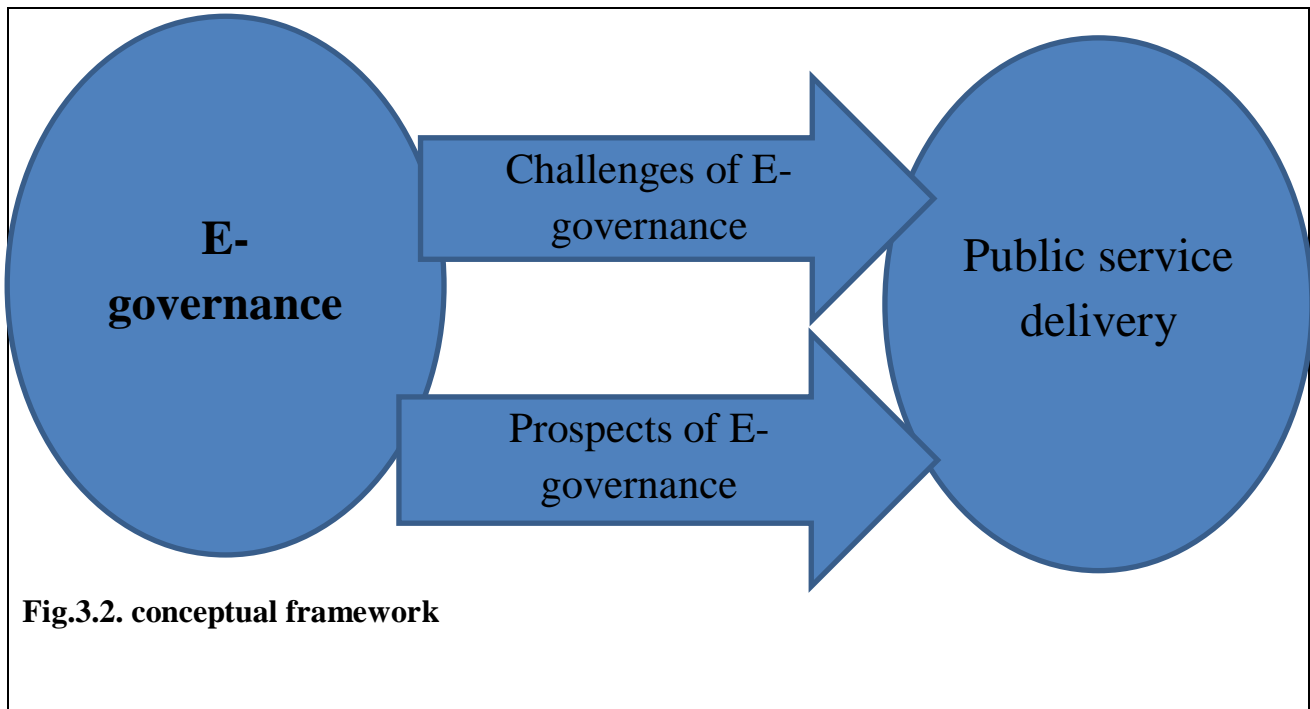 E-
governance
Challenges of E-
governance
Prospects of E-
governance
Public service
delivery
Fig.3.2. conceptual framework